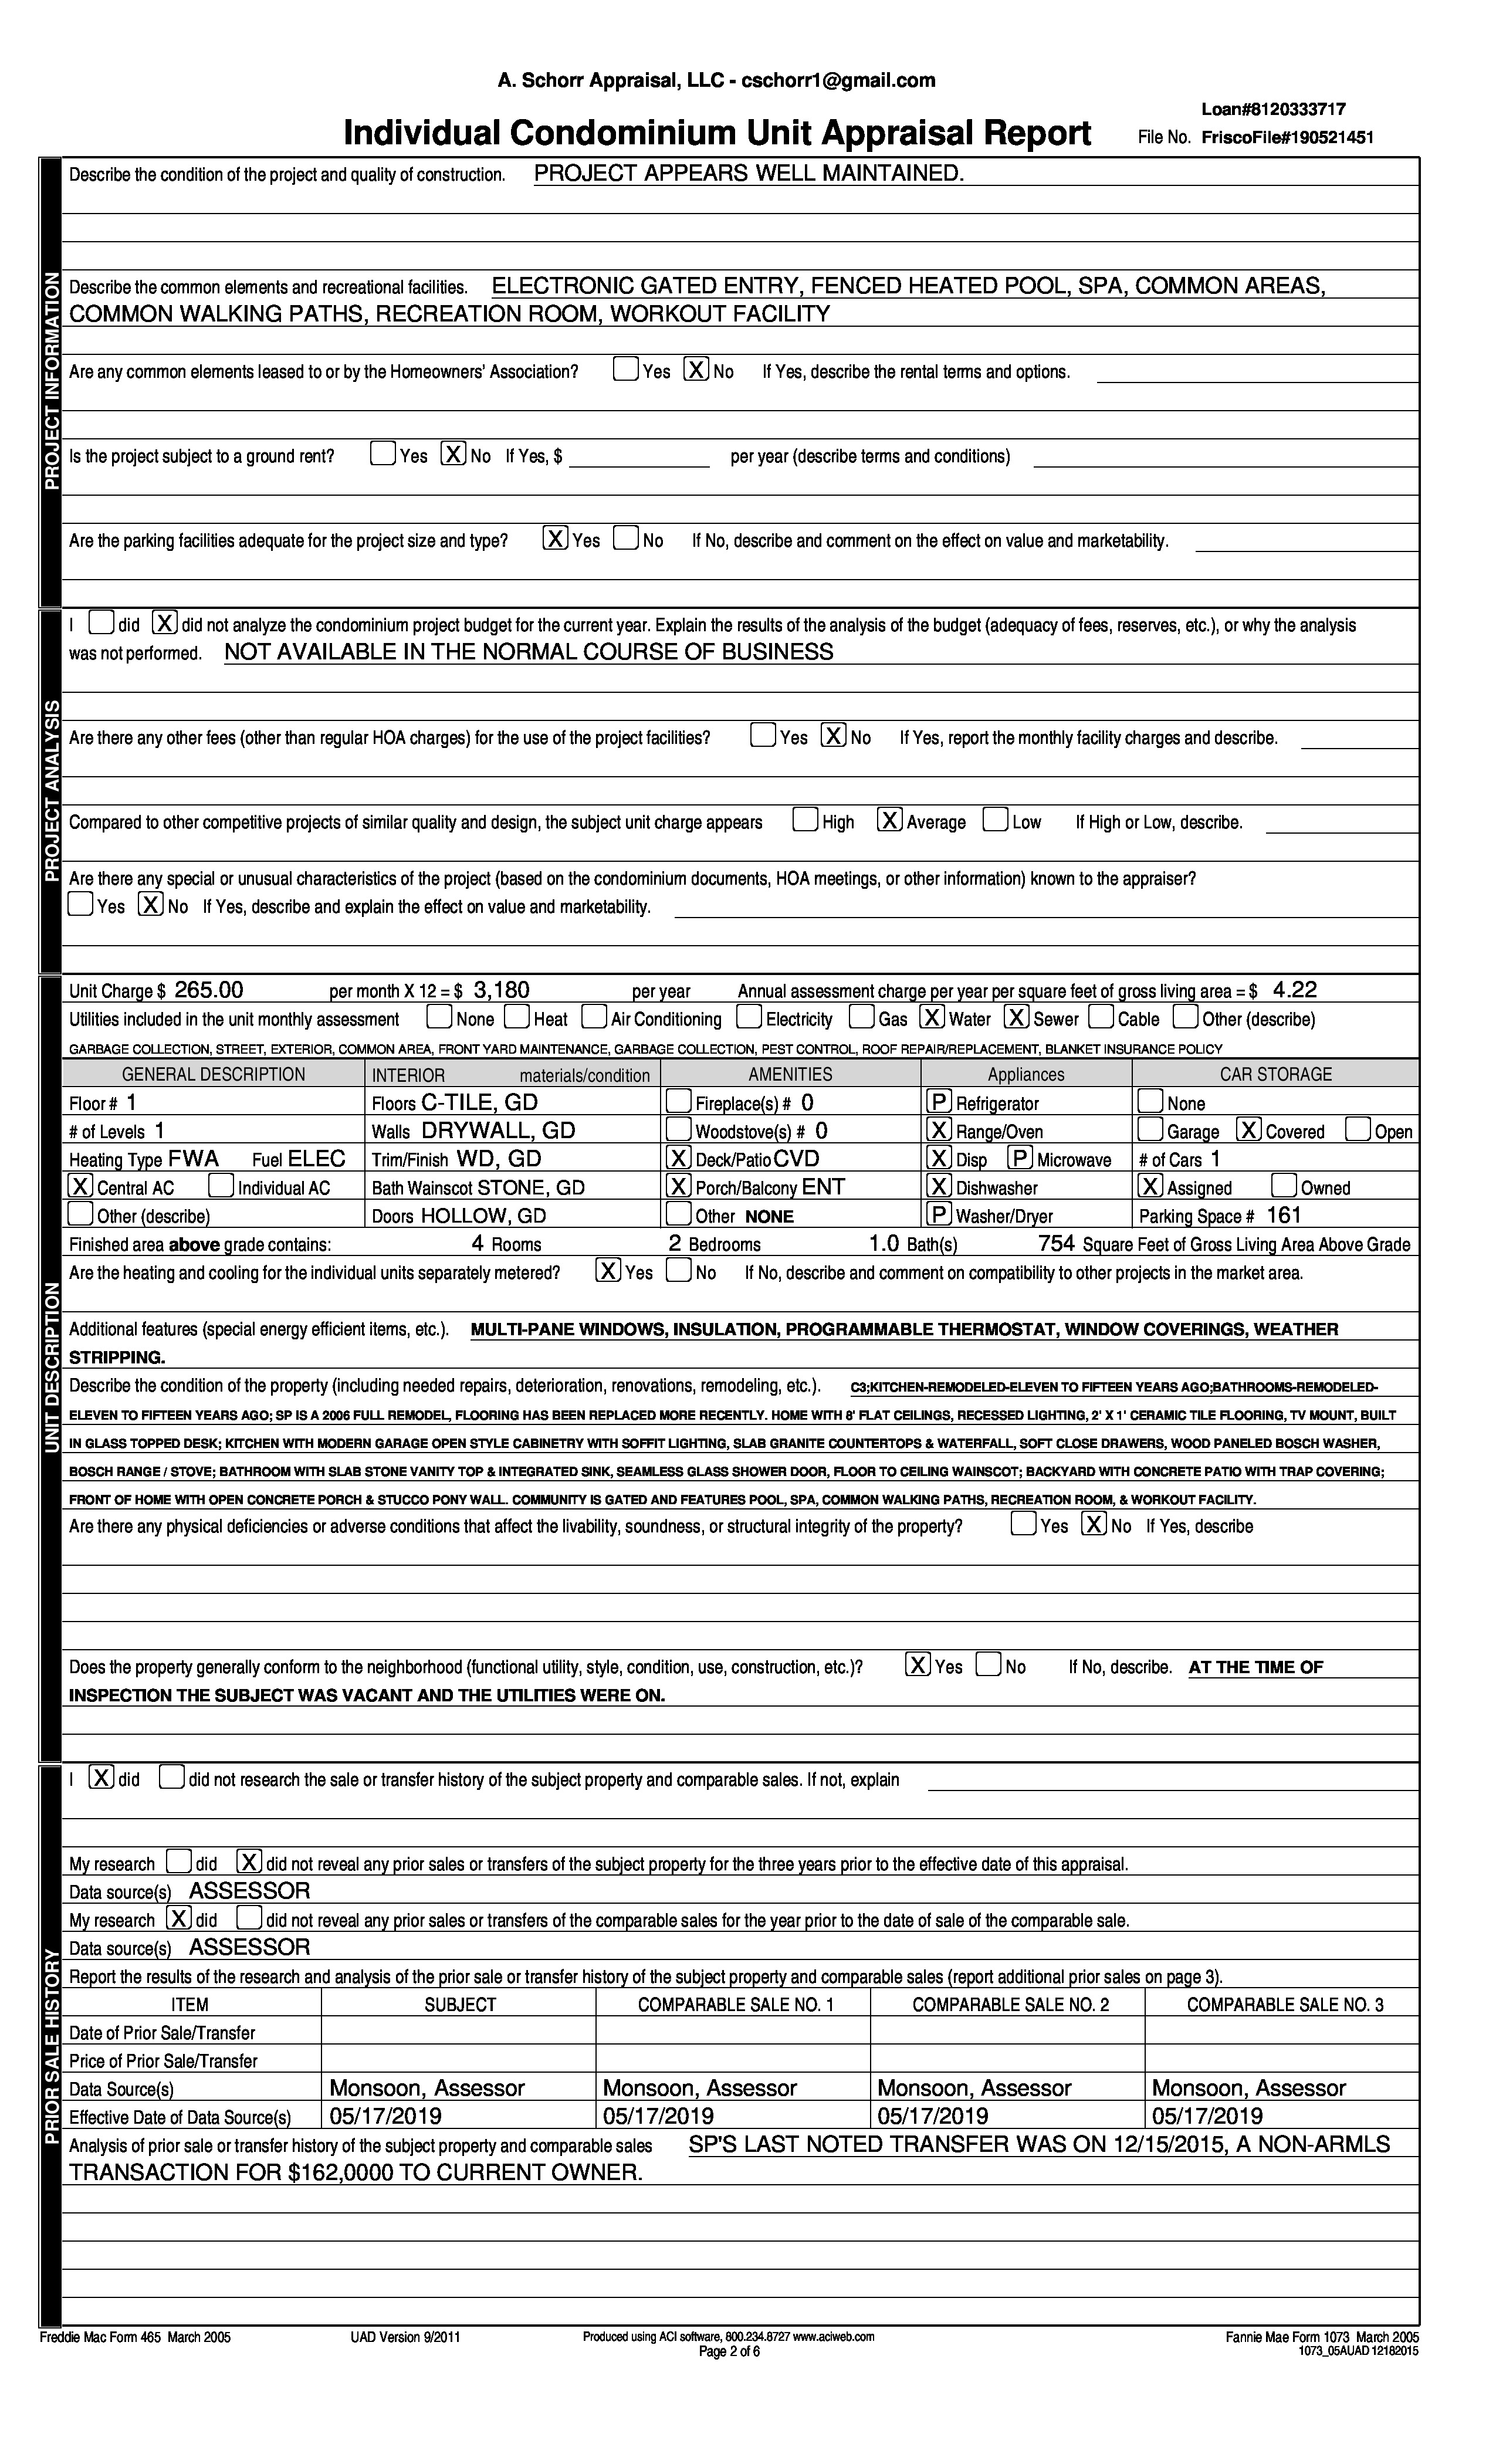 A. Schorr Appraisal, LLC - cschorr1@gmail.com
Loan#8120333717
Individual Condominium Unit Appraisal Report File No. FriscoFile#190521451
PROJECT INFORMATION
Describe the condition of the project and quality of construction. PROJECT APPEARS WELL MAINTAINED.
Describe the common elements and recreational facilities. ELECTRONIC GATED ENTRY, FENCED HEATED POOL, SPA, COMMON AREAS,
COMMON WALKING PATHS, RECREATION ROOM, WORKOUT FACILITY
Are any common elements leased to or by the Homeowners' Association? Yes X No If Yes, describe the rental terms and options.
Is the project subject to a ground rent? Yes X No If Yes, $ per year (describe terms and conditions)
Are the parking facilities adequate for the project size and type? X Yes No If No, describe and comment on the effect on value and marketability.
PROJECT ANALYSIS
I did X did not analyze the condominium project budget for the current year. Explain the results of the analysis of the budget (adequacy of fees, reserves, etc.), or why the analysis
was not performed. NOT AVAILABLE IN THE NORMAL COURSE OF BUSINESS
Are there any other fees (other than regular HOA charges) for the use of the project facilities? Yes X No If Yes, report the monthly facility charges and describe.
Compared to other competitive projects of similar quality and design, the subject unit charge appears High X Average Low If High or Low, describe.
Are there any special or unusual characteristics of the project (based on the condominium documents, HOA meetings, or other information) known to the appraiser?
Yes X No If Yes, describe and explain the effect on value and marketability.
UNIT DESCRIPTION
Unit Charge $ 265.00 per month X 12 = $ 3,180 per year Annual assessment charge per year per square feet of gross living area = $ 4.22
Utilities included in the unit monthly assessment None Heat Air Conditioning Electricity Gas X Water X Sewer Cable Other (describe)
GARBAGE COLLECTION, STREET, EXTERIOR, COMMON AREA, FRONT YARD MAINTENANCE, GARBAGE COLLECTION, PEST CONTROL, ROOF REPAIR/REPLACEMENT, BLANKET INSURANCE POLICY
GENERAL DESCRIPTION INTERIOR materials/condition AMENITIES Appliances CAR STORAGE
Floor # 1 Floors C-TILE, GD Fireplace(s) # 0 P Refrigerator None
# of Levels 1 Walls DRYWALL, GD Woodstove(s) # 0 X Range/Oven Garage X Covered Open
Heating Type FWA Fuel ELEC Trim/Finish WD, GD X Deck/Patio CVD X Disp P Microwave # of Cars 1
X Central AC Individual AC Bath Wainscot STONE, GD X Porch/Balcony ENT X Dishwasher X Assigned Owned
Other (describe) Doors HOLLOW, GD Other NONE P Washer/Dryer Parking Space # 161
Finished area above grade contains: 4 Rooms 2 Bedrooms 1.0 Bath(s) 754 Square Feet of Gross Living Area Above Grade
Are the heating and cooling for the individual units separately metered? X Yes No If No, describe and comment on compatibility to other projects in the market area.
Additional features (special energy efficient items, etc.). MULTI-PANE WINDOWS, INSULATION, PROGRAMMABLE THERMOSTAT, WINDOW COVERINGS, WEATHER
STRIPPING.
Describe the condition of the property (including needed repairs, deterioration, renovations, remodeling, etc.). C3;KITCHEN-REMODELED-ELEVEN TO FIFTEEN YEARS AGO;BATHROOMS-REMODELED-
ELEVEN TO FIFTEEN YEARS AGO; SP IS A 2006 FULL REMODEL, FLOORING HAS BEEN REPLACED MORE RECENTLY. HOME WITH 8' FLAT CEILINGS, RECESSED LIGHTING, 2' X 1' CERAMIC TILE FLOORING, TV MOUNT, BUILT
IN GLASS TOPPED DESK; KITCHEN WITH MODERN GARAGE OPEN STYLE CABINETRY WITH SOFFIT LIGHTING, SLAB GRANITE COUNTERTOPS & WATERFALL, SOFT CLOSE DRAWERS, WOOD PANELED BOSCH WASHER,
BOSCH RANGE / STOVE; BATHROOM WITH SLAB STONE VANITY TOP & INTEGRATED SINK, SEAMLESS GLASS SHOWER DOOR, FLOOR TO CEILING WAINSCOT; BACKYARD WITH CONCRETE PATIO WITH TRAP COVERING;
FRONT OF HOME WITH OPEN CONCRETE PORCH & STUCCO PONY WALL. COMMUNITY IS GATED AND FEATURES POOL, SPA, COMMON WALKING PATHS, RECREATION ROOM, & WORKOUT FACILITY.
Are there any physical deficiencies or adverse conditions that affect the livability, soundness, or structural integrity of the property? Yes X No If Yes, describe
Does the property generally conform to the neighborhood (functional utility, style, condition, use, construction, etc.)? X Yes No If No, describe. AT THE TIME OF
INSPECTION THE SUBJECT WAS VACANT AND THE UTILITIES WERE ON.
PRIOR SALE HISTORY
I X did did not research the sale or transfer history of the subject property and comparable sales. If not, explain
My research did X did not reveal any prior sales or transfers of the subject property for the three years prior to the effective date of this appraisal.
Data source(s) ASSESSOR
My research X did did not reveal any prior sales or transfers of the comparable sales for the year prior to the date of sale of the comparable sale.
Data source(s) ASSESSOR
Report the results of the research and analysis of the prior sale or transfer history of the subject property and comparable sales (report additional prior sales on page 3).
ITEM SUBJECT COMPARABLE SALE NO. 1 COMPARABLE SALE NO. 2 COMPARABLE SALE NO. 3
Date of Prior Sale/Transfer
Price of Prior Sale/Transfer
Data Source(s) Monsoon, Assessor Monsoon, Assessor Monsoon, Assessor Monsoon, Assessor
Effective Date of Data Source(s) 05/17/2019 05/17/2019 05/17/2019 05/17/2019
Analysis of prior sale or transfer history of the subject property and comparable sales SP'S LAST NOTED TRANSFER WAS ON 12/15/2015, A NON-ARMLS
TRANSACTION FOR $162,0000 TO CURRENT OWNER.
Freddie Mac Form 465 March 2005 UAD Version 9/2011 Produced using ACI software, 800.234.8727 www.aciweb.com Fannie Mae Form 1073 March 2005
Page 2 of 6 1073_05AUAD 12182015